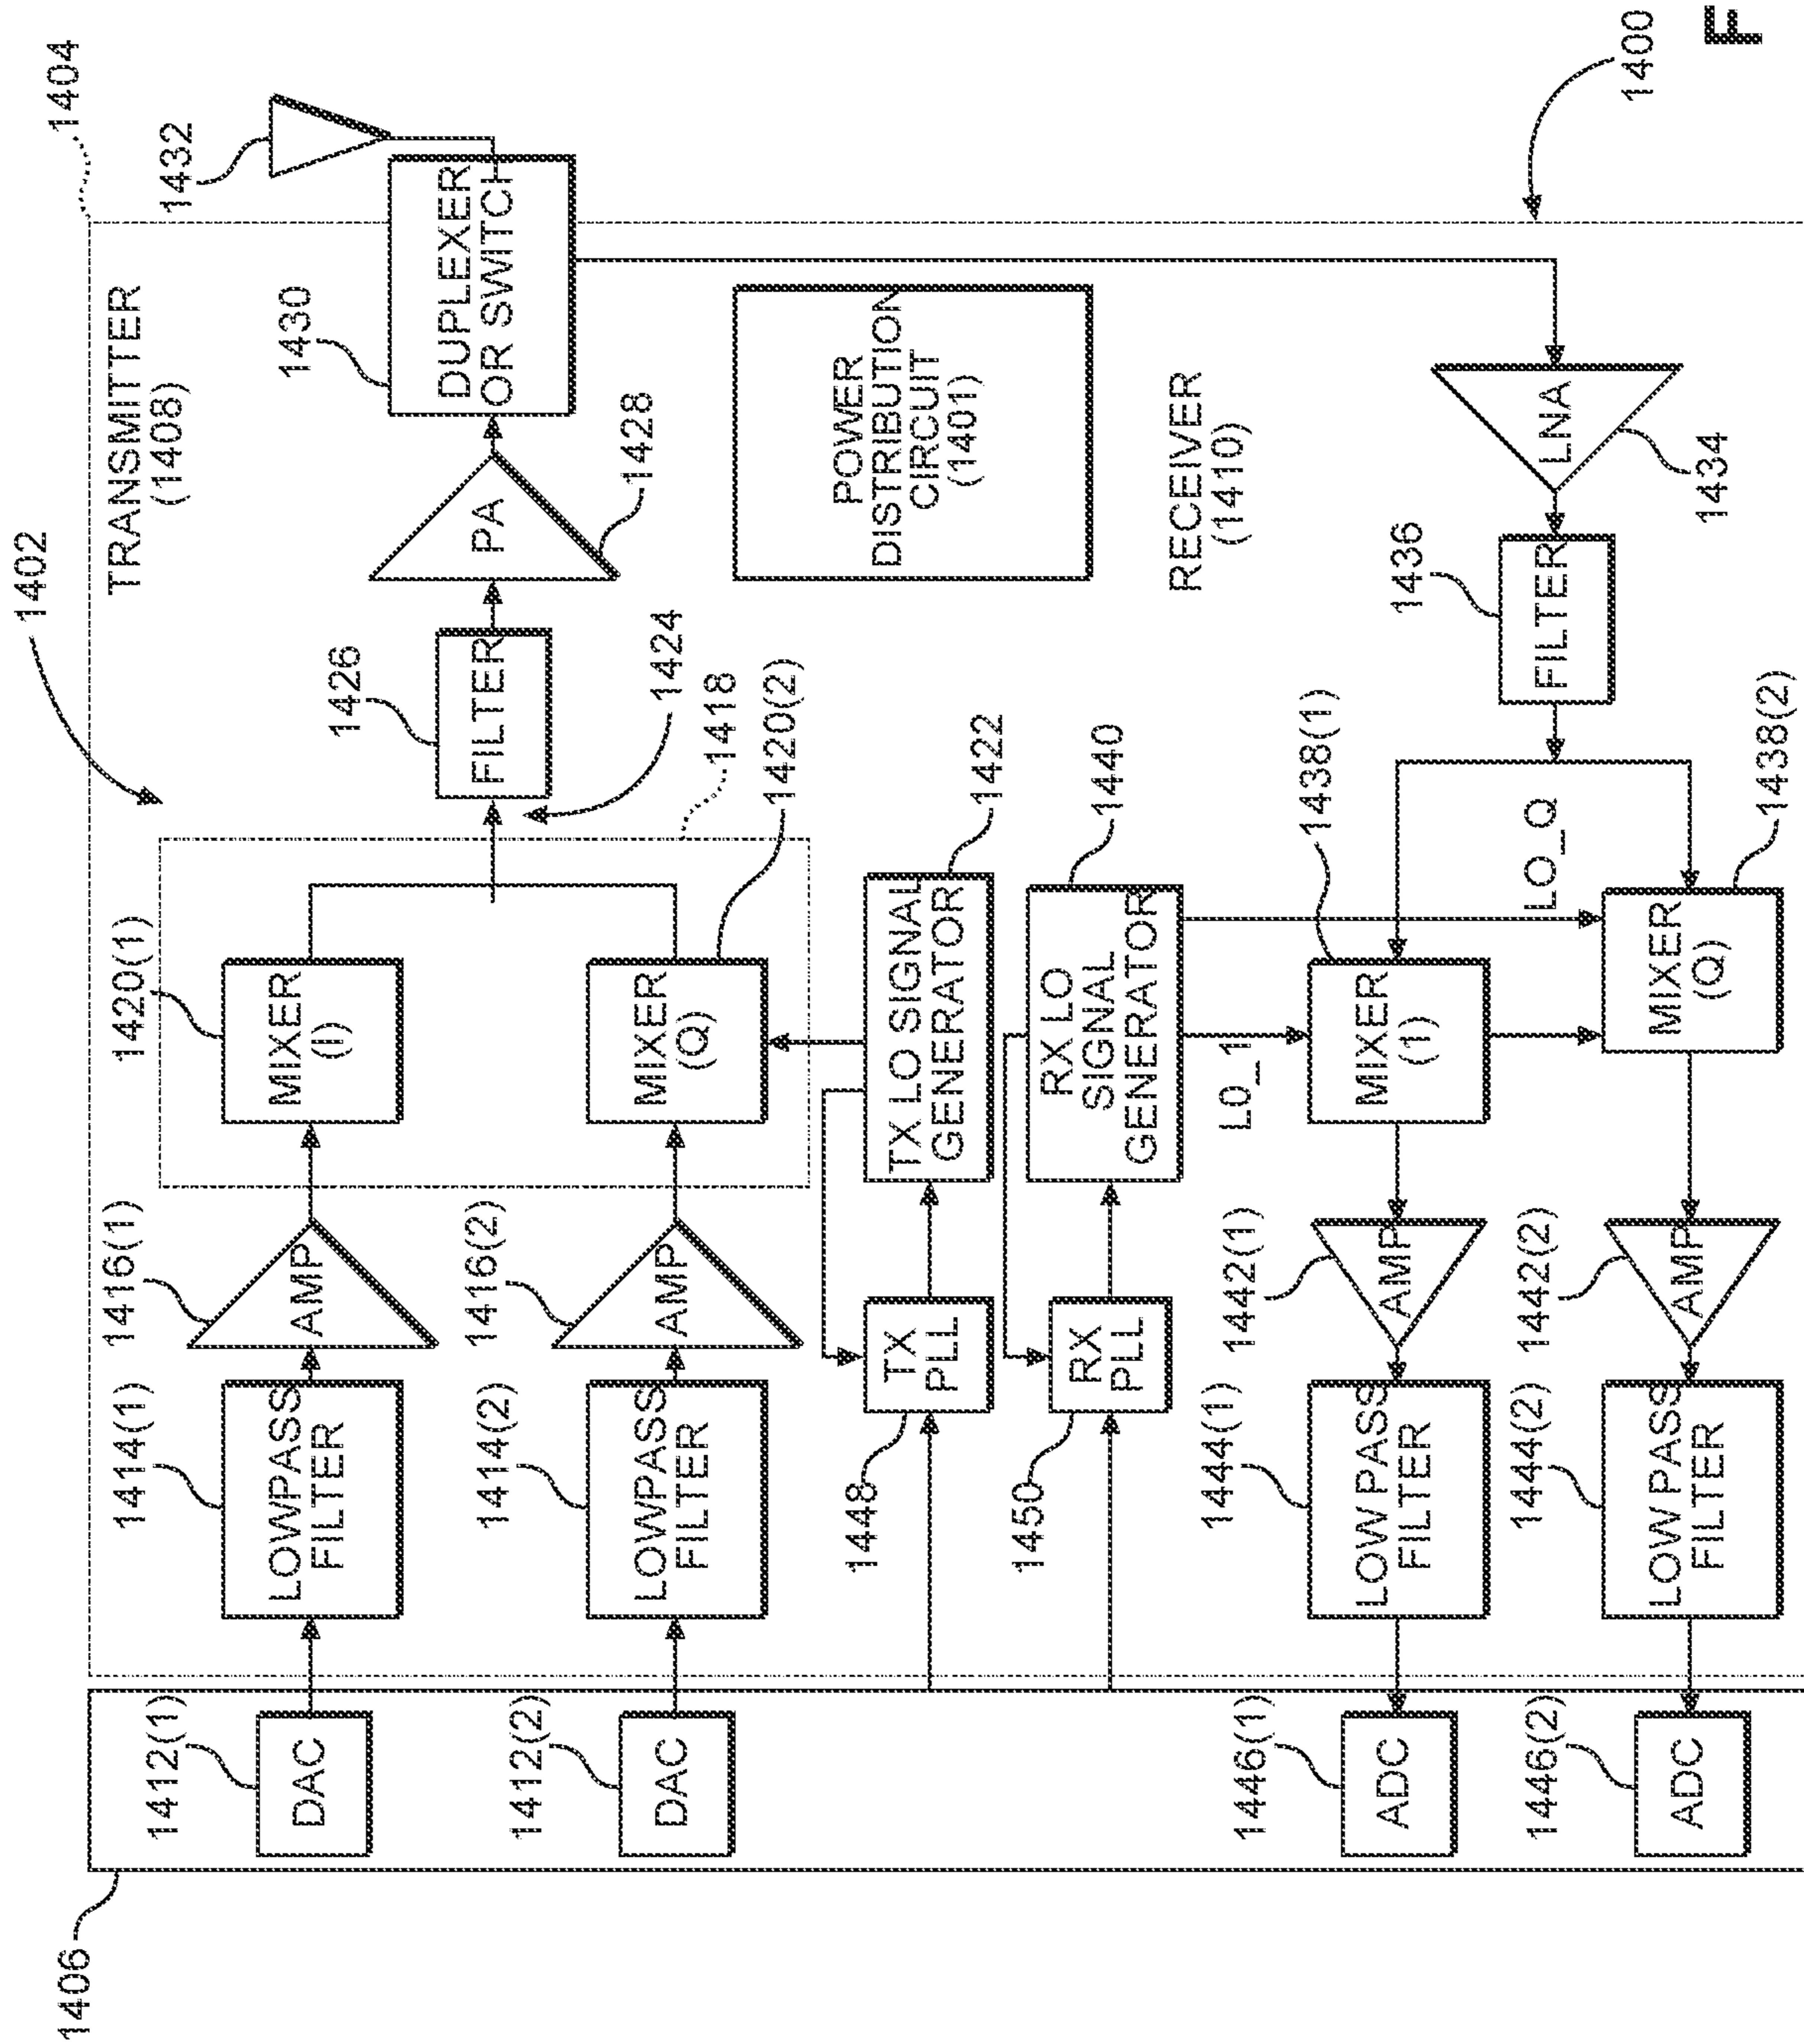 1402
1404
TRANSMITTER
(1408)
1406
1412(1)
DAC
1414(1)
LOWPASS
FILTER
1416(1)
AMP
1420(1)
MIXER
(I)
1426
FILTER
PA
1428
1430
DUPLEXER
OR SWITCH
1432
1412(2)
DAC
1414(2)
LOWPASS
FILTER
1416(2)
AMP
MIXER
(Q)
1424
1418
1420(2)
1448
TX
PLL
TX LO SIGNAL
GENERATOR
1422
POWER
DISTRIBUTION
CIRCUIT
(1401)
1450
RX
PLL
RX LO
SIGNAL
GENERATOR
1440
RECEIVER
(1410)
LO_1
1438(1)
1446(1)
ADC
1444(1)
LOW PASS
FILTER
1442(1)
AMP
MIXER
(1)
1436
FILTER
LNA
1434
LO_Q
1446(2)
ADC
1444(2)
LOW PASS
FILTER
1442(2)
AMP
MIXER
(Q)
1438(2)
1400
F